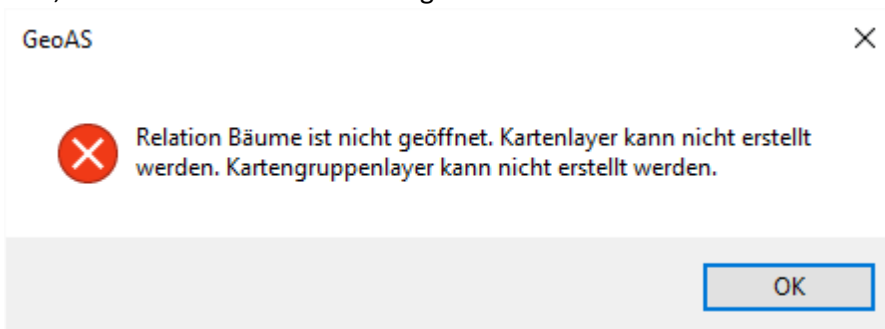 GeoAS
Relation Bäume ist nicht geöffnet. Kartenlayer kann nicht erstellt
werden. Kartengruppenlayer kann nicht erstellt werden.
OK